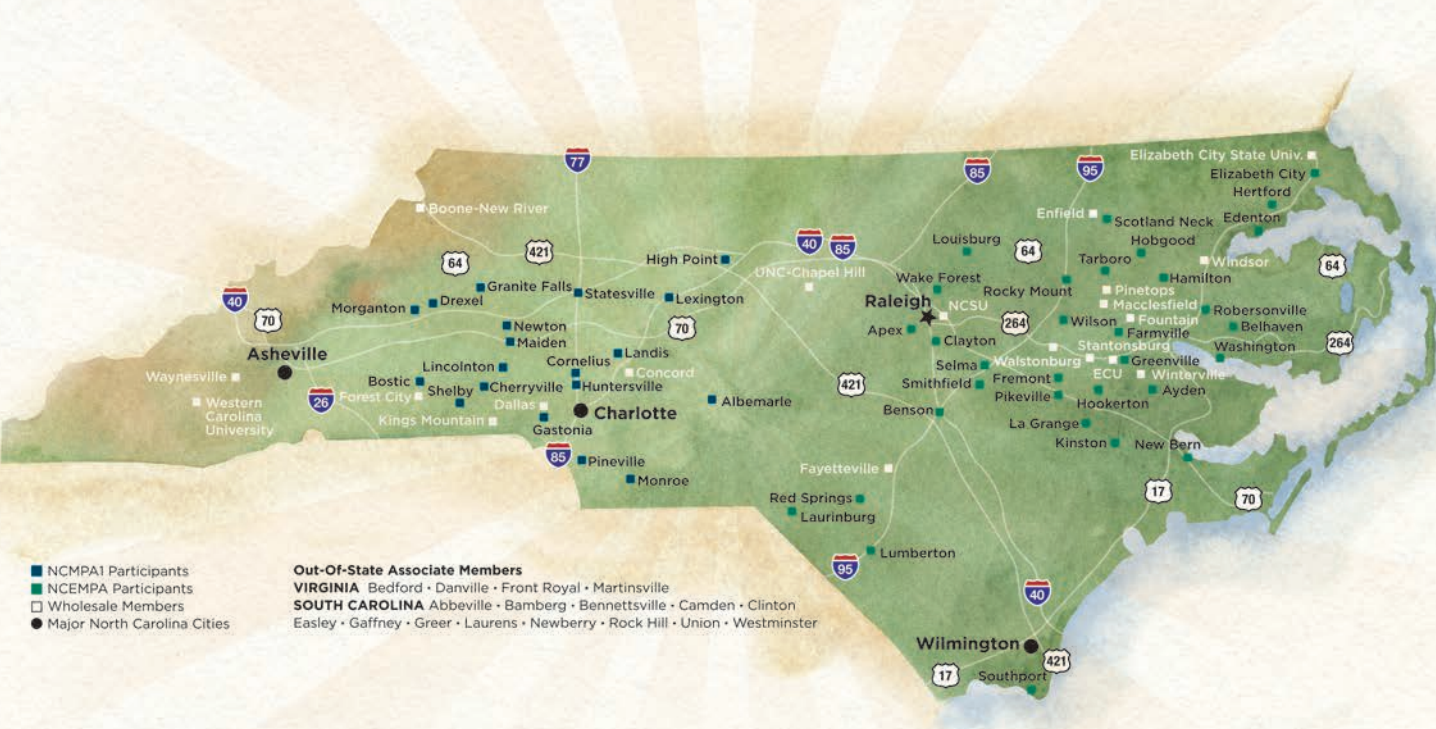 77
85
95
Elizabeth City State Univ.
Elizabeth City
Hertford
Boone-New River
Enfield
Scotland Neck
Edenton
Hobgood
Louisburg
64
421
40
85
64
High Point
Tarboro
Windsor
64
UNC-Chapel Hill
Wake Forest
Hamilton
Granite Falls
Statesville
Rocky Mount
Pinetops
40
Drexel
Lexington
Raleigh
NCSU
Macclesfield
Morganton
Robersonville
70
Newton
70
264
Wilson
Fountain
Belhaven
Apex
Farmville
Maiden
Clayton
Stantonsburg
Washington
264
Asheville
Landis
Cornelius
Walstonburg
Greenville
Lincolnton
Selma
Concord
ECU
Winterville
Waynesville
Bostic
Fremont
421
Smithfield
Shelby
Cherryville
Huntersville
Ayden
Forest City
Pikeville
26
Western
Carolina
University
Albemarle
Hookerton
Dallas
Charlotte
Benson
Kings Mountain
La Grange
Gastonia
Kinston
New Bern
85
Pineville
Fayetteville
Monroe
17
70
Red Springs
Laurinburg
Lumberton
95
40
NCMPA1 Participants
NCEMPA Participants
Wholesale Members
Major North Carolina Cities
Out-Of-State Associate Members
VIRGINIA Bedford • Danville • Front Royal • Martinsville
SOUTH CAROLINA Abbeville • Bamberg • Bennettsville • Camden • Clinton
Easley • Gaffney • Greer • Laurens • Newberry • Rock Hill • Union • Westminster
Wilmington
421
17
Southport